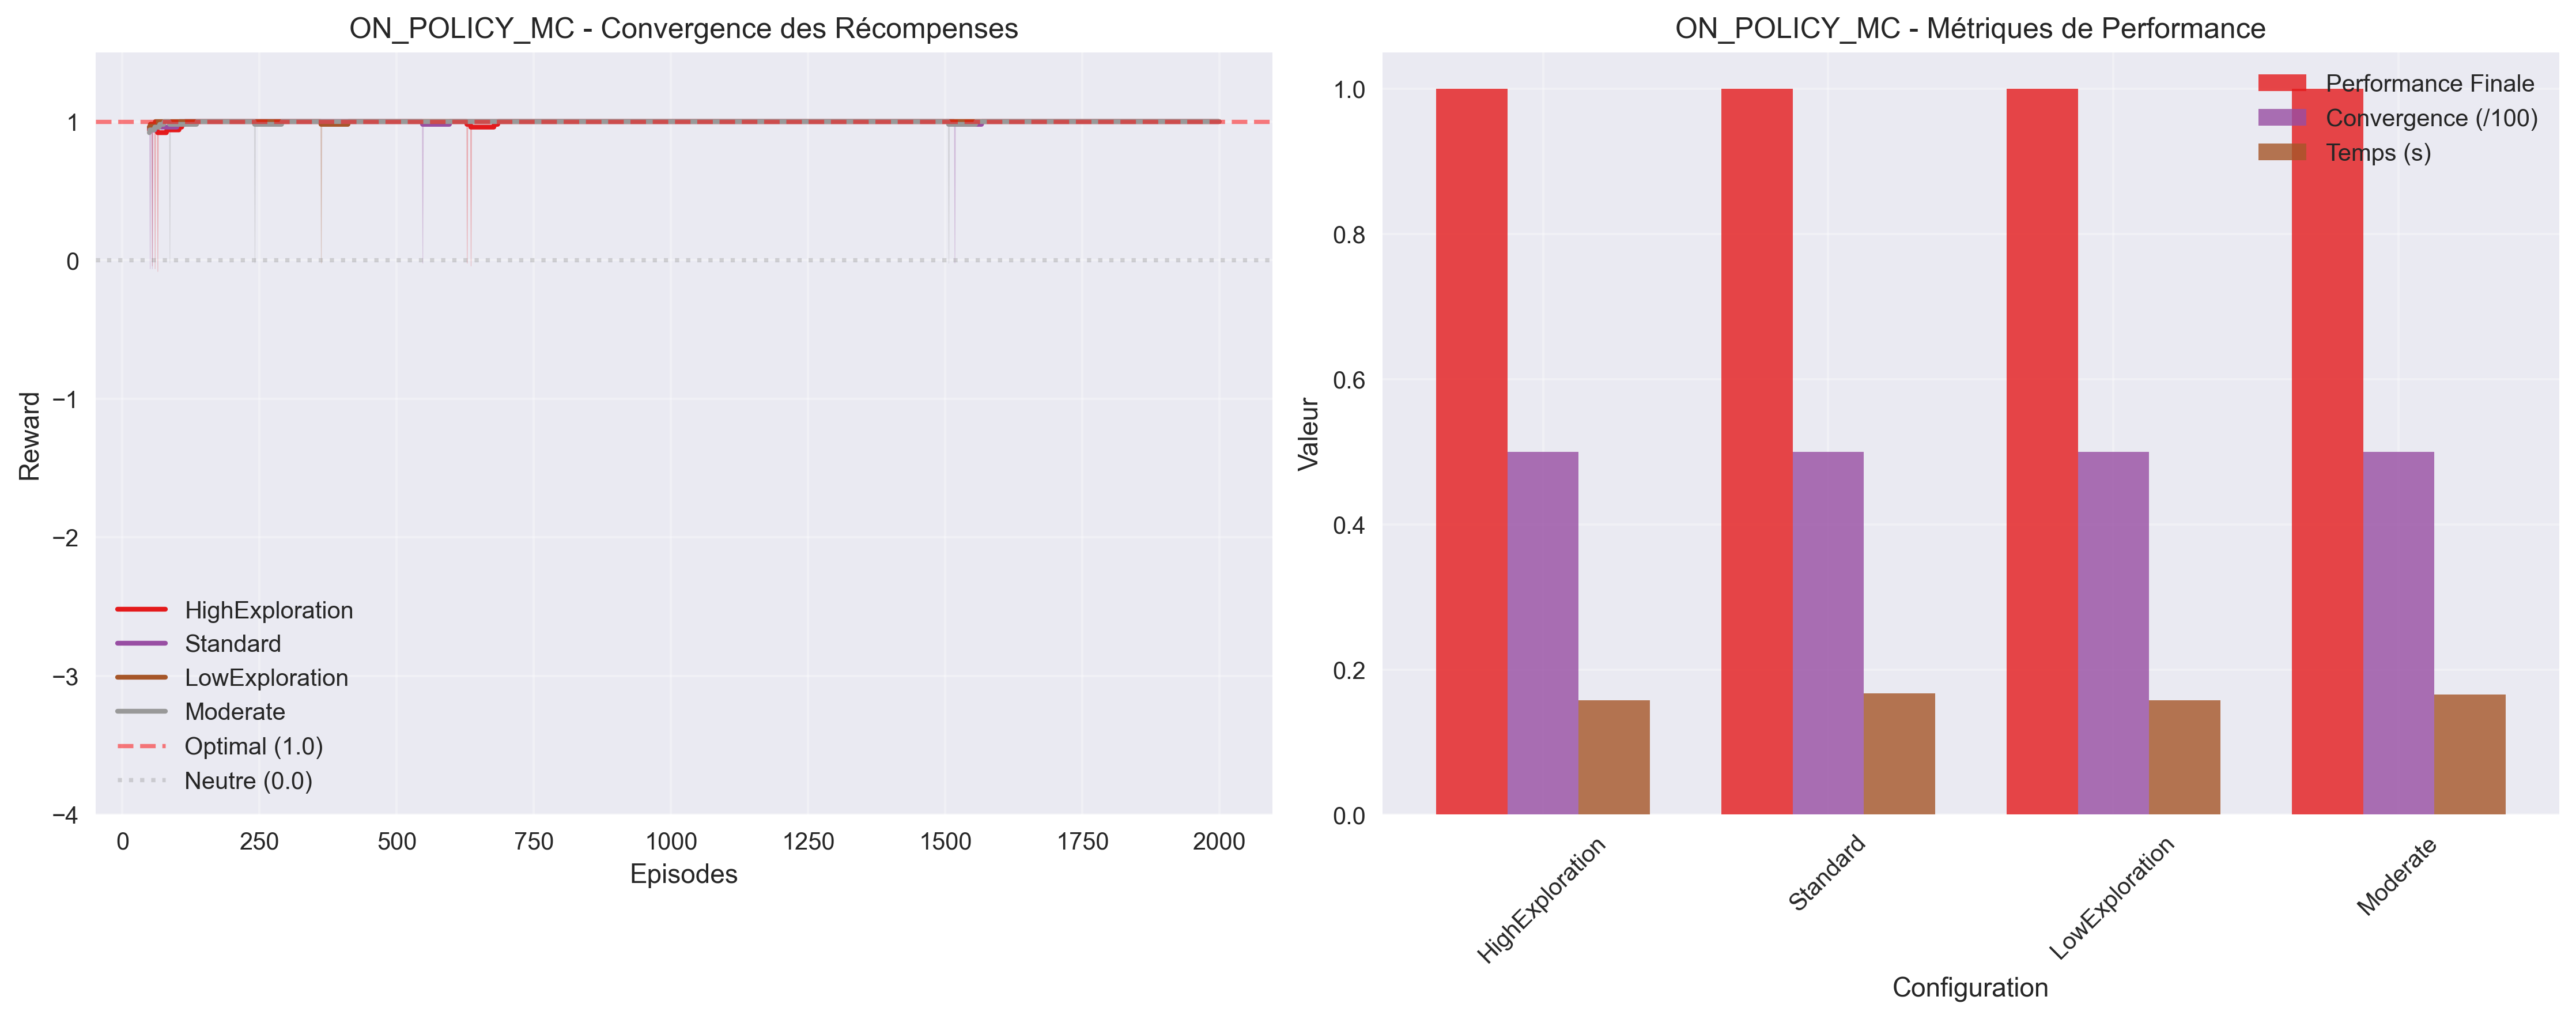 ON_POLICY_MC - Convergence des Récompenses
Reward
1
0
−1
−2
−3
−4
HighExploration
Standard
LowExploration
Moderate
Optimal (1.0)
Neutre (0.0)
0 250 500 750 1000 1250 1500 1750 2000
Episodes
ON_POLICY_MC - Métriques de Performance
Valeur
1.0
0.8
0.6
0.4
0.2
0.0
Performance Finale
Convergence (/100)
Temps (s)
HighExploration
Standard
LowExploration
Moderate
Configuration